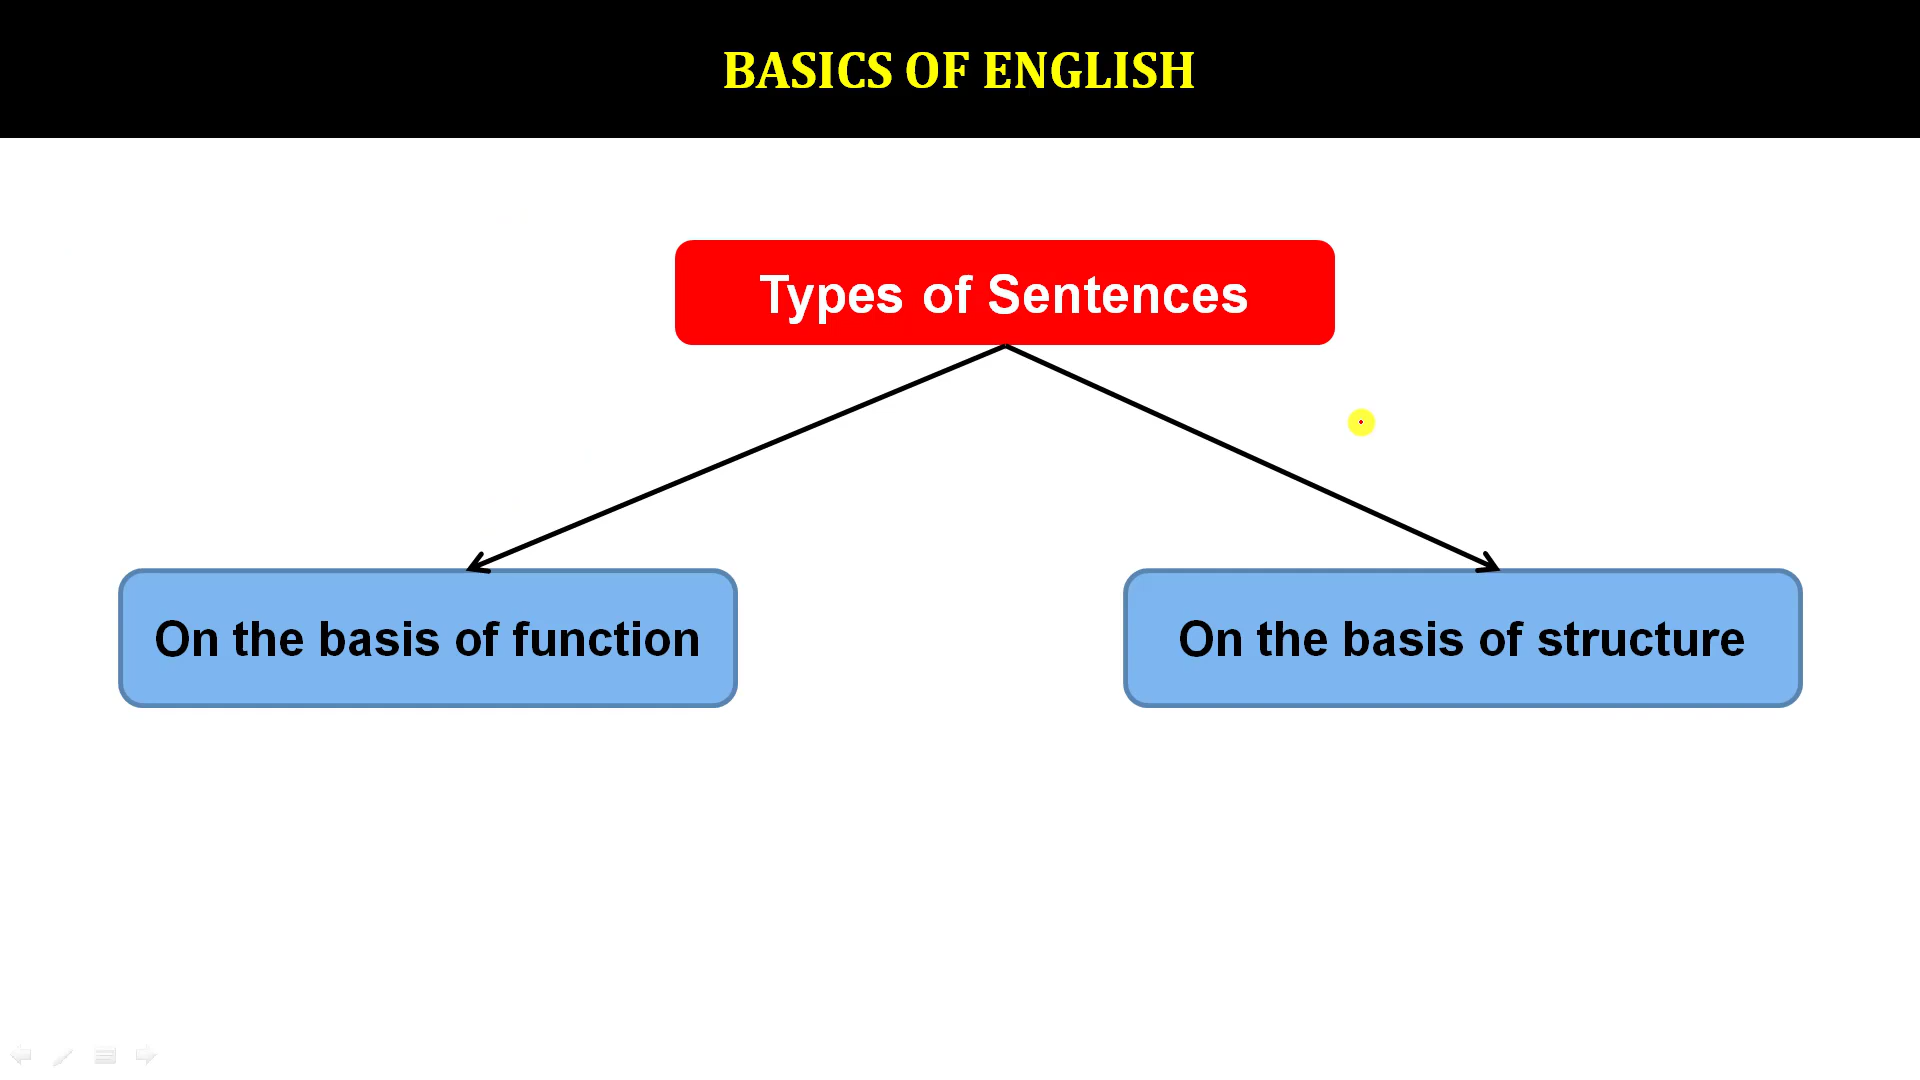 BASICS OF ENGLISH
Types of Sentences
On the basis of function
On the basis of structure